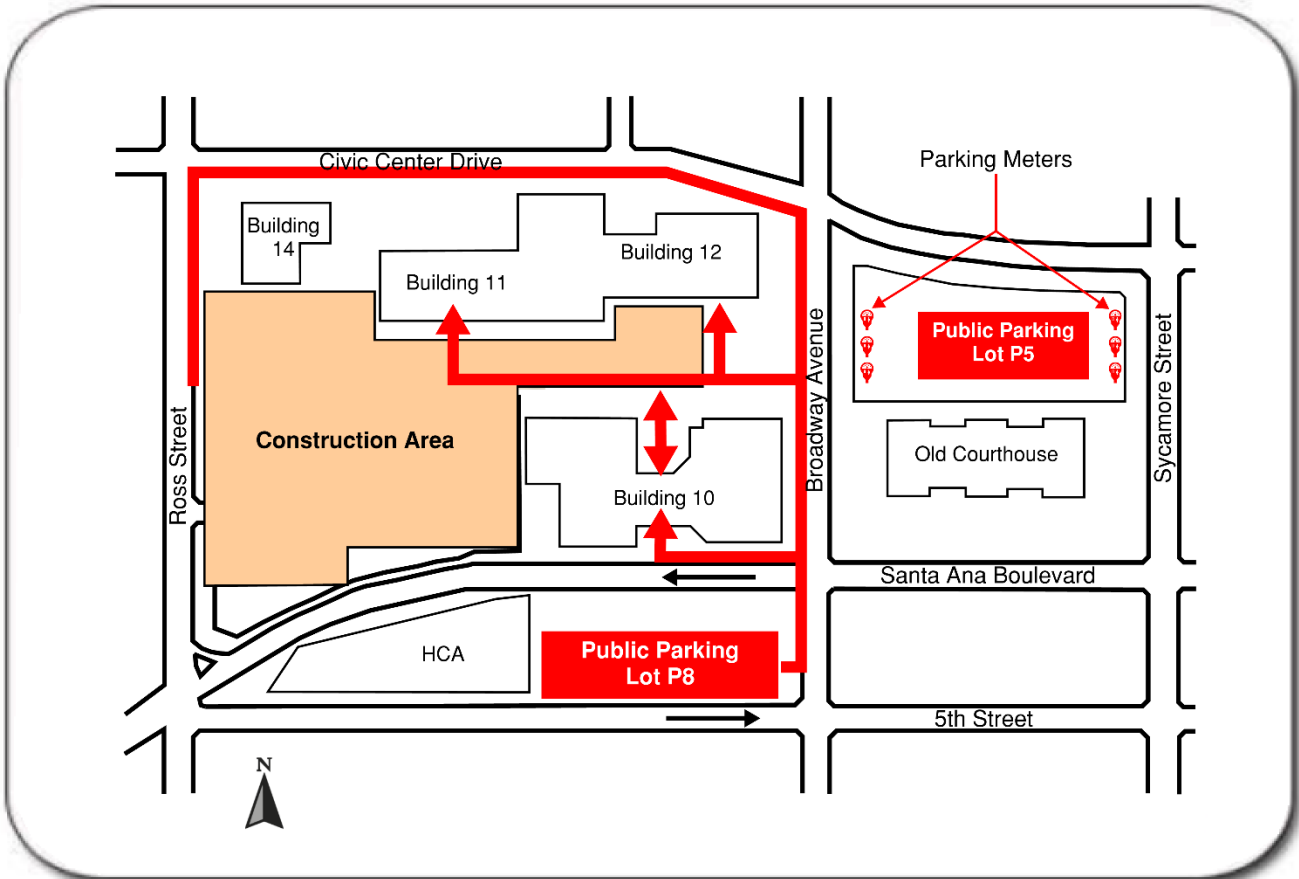 Civic Center Drive
Parking Meters
Building
14
Building 12
Building 11
Public Parking
Lot P5
Broadway Avenue
Sycamore Street
Ross Street
Construction Area
Old Courthouse
Building 10
Santa Ana Boulevard
HCA
Public Parking
Lot P8
5th Street
N